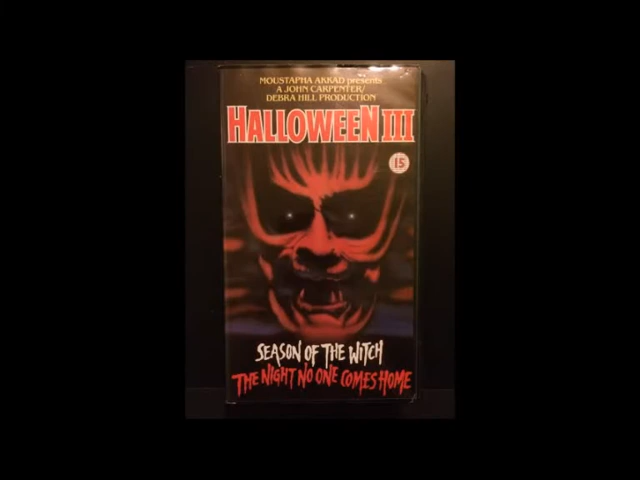 MOUSTAPHA AKKAD presents
A JOHN CARPENTER/
DEBRA HILL PRODUCTION
HALLOWEEN III
15
SEASON OF THE WITCH
THE NIGHT NO ONE COMES HOME